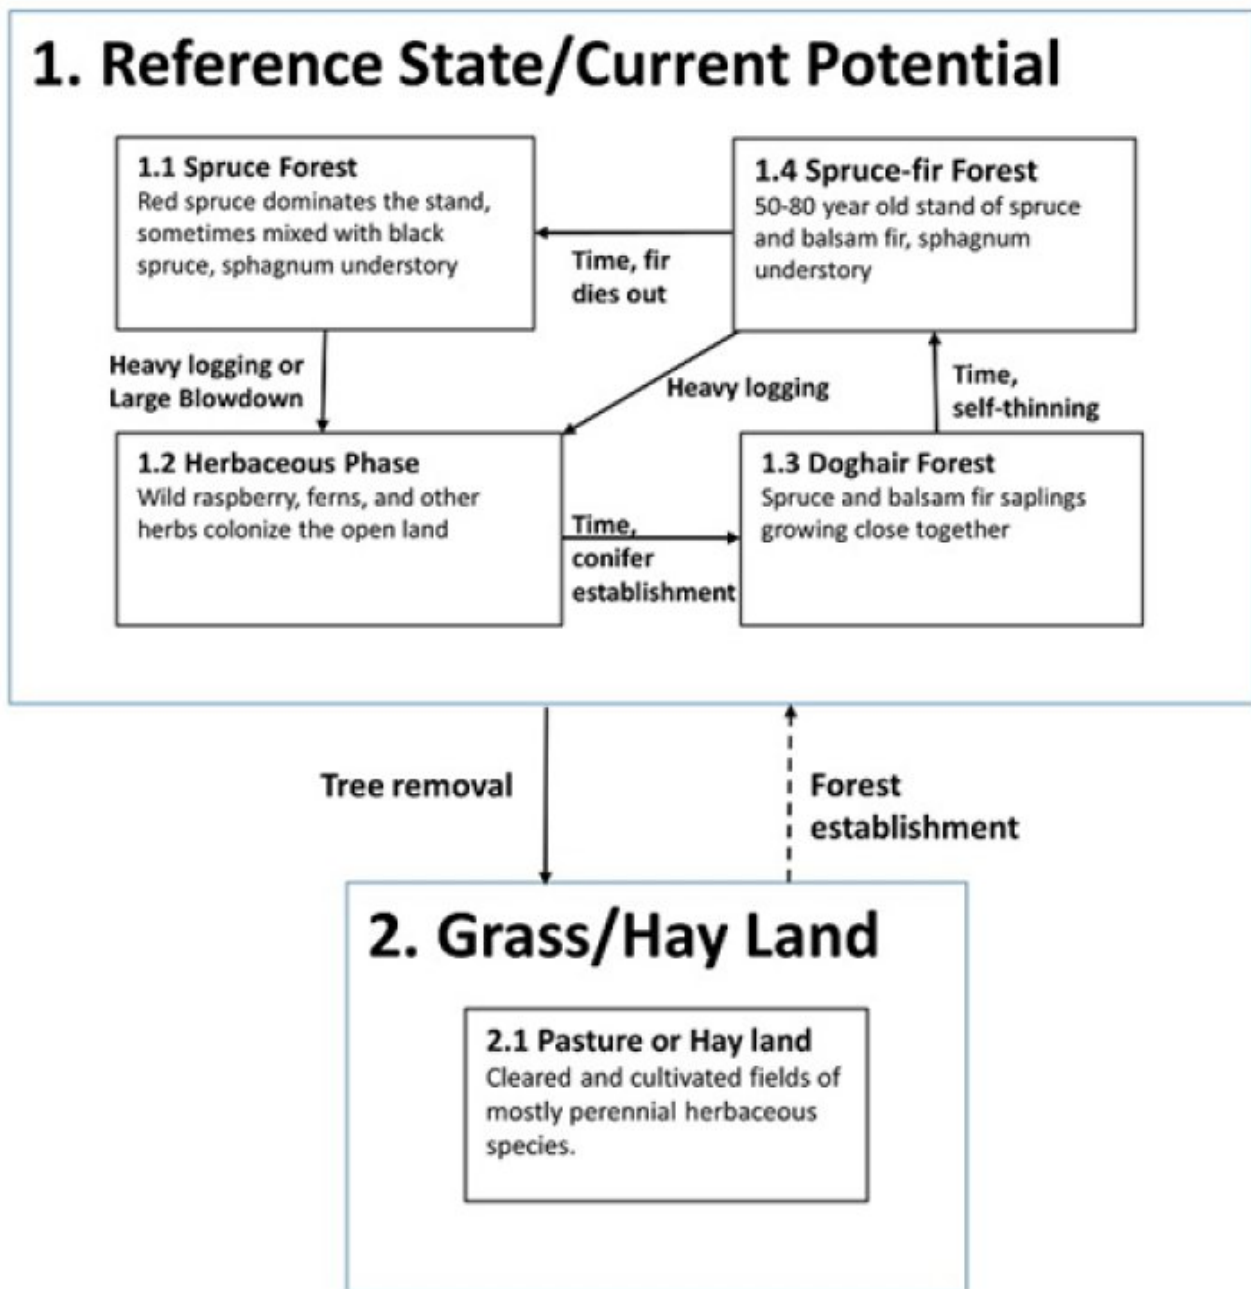 1. Reference State/Current Potential
1.1 Spruce Forest
Red spruce dominates the stand,
sometimes mixed with black
spruce, sphagnum understory
1.4 Spruce-fir Forest
50-80 year old stand of spruce
and balsam fir, sphagnum
understory
Time, fir
dies out
Heavy logging or
Large Blowdown
Heavy logging
Time,
self-thinning
1.2 Herbaceous Phase
Wild raspberry, ferns, and other
herbs colonize the open land
Time,
conifer
establishment
1.3 Doghair Forest
Spruce and balsam fir saplings
growing close together
Tree removal
Forest
establishment
2. Grass/Hay Land
2.1 Pasture or Hay land
Cleared and cultivated fields of
mostly perennial herbaceous
species.